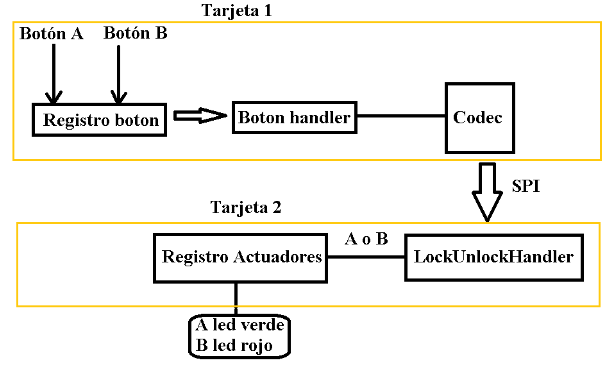 Tarjeta 1
Botón A
Botón B
Registro boton
Boton handler
Codec
SPI
Tarjeta 2
Registro Actuadores
A o B
LockUnlockHandler
A led verde
B led rojo